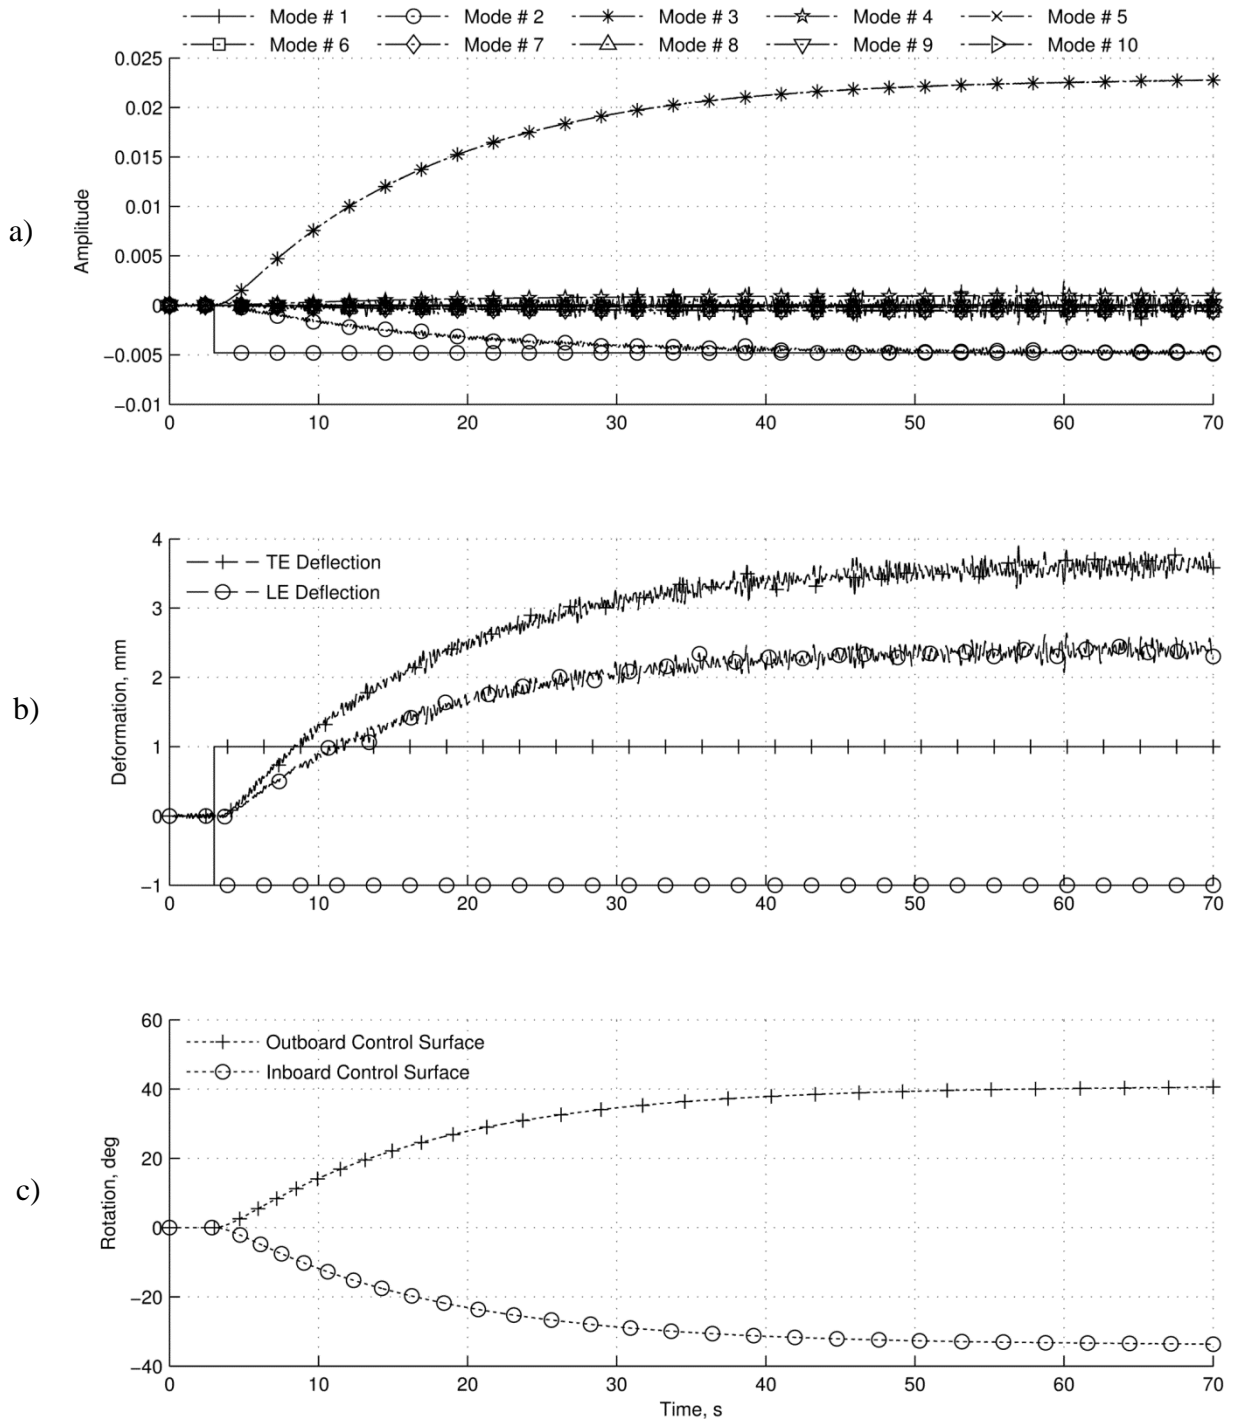 Mode # 1 Mode # 2 Mode # 3 Mode # 4 Mode # 5
Mode # 6 Mode # 7 Mode # 8 Mode # 9 Mode # 10
a)
Amplitude
0.025
0.02
0.015
0.01
0.005
0
−0.005
−0.01
0 10 20 30 40 50 60 70
b)
Deformation, mm
TE Deflection
LE Deflection
4
3
2
1
0
−1
0 10 20 30 40 50 60 70
c)
Rotation, deg
Outboard Control Surface
Inboard Control Surface
60
40
20
0
−20
−40
0 10 20 30 40 50 60 70
Time, s